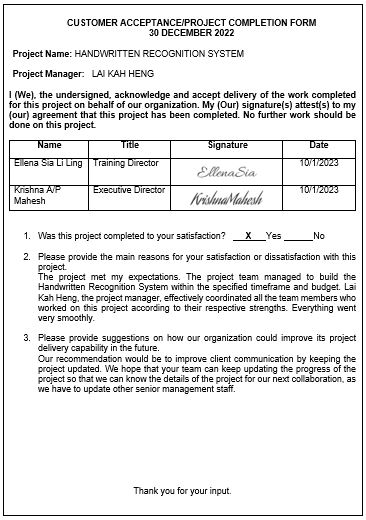 CUSTOMER ACCEPTANCE/PROJECT COMPLETION FORM
30 DECEMBER 2022
Project Name: HANDWRITTEN RECOGNITION SYSTEM
Project Manager: LAI KAH HENG
I (We), the undersigned, acknowledge and accept delivery of the work completed
for this project on behalf of our organization. My (Our) signature(s) attest(s) to my
(our) agreement that this project has been completed. No further work should be
done on this project.
Name Title Signature Date
Ellena Sia Li Ling Training Director EllenaSia 10/1/2023
Krishna A/P Executive Director KrishnaMahesh 10/1/2023
Mahesh
1. Was this project completed to your satisfaction? __X__Yes _____No
2. Please provide the main reasons for your satisfaction or dissatisfaction with this
project.
The project met my expectations. The project team managed to build the
Handwritten Recognition System within the specified timeframe and budget. Lai
Kah Heng, the project manager, effectively coordinated all the team members who
worked on this project according to their respective strengths. Everything went
very smoothly.
3. Please provide suggestions on how our organization could improve its project
delivery capability in the future.
Our recommendation would be to improve client communication by keeping the
project updated. We hope that your team can keep updating the progress of the
project so that we can know the details of the project for our next collaboration, as
we have to update other senior management staff.
Thank you for your input.